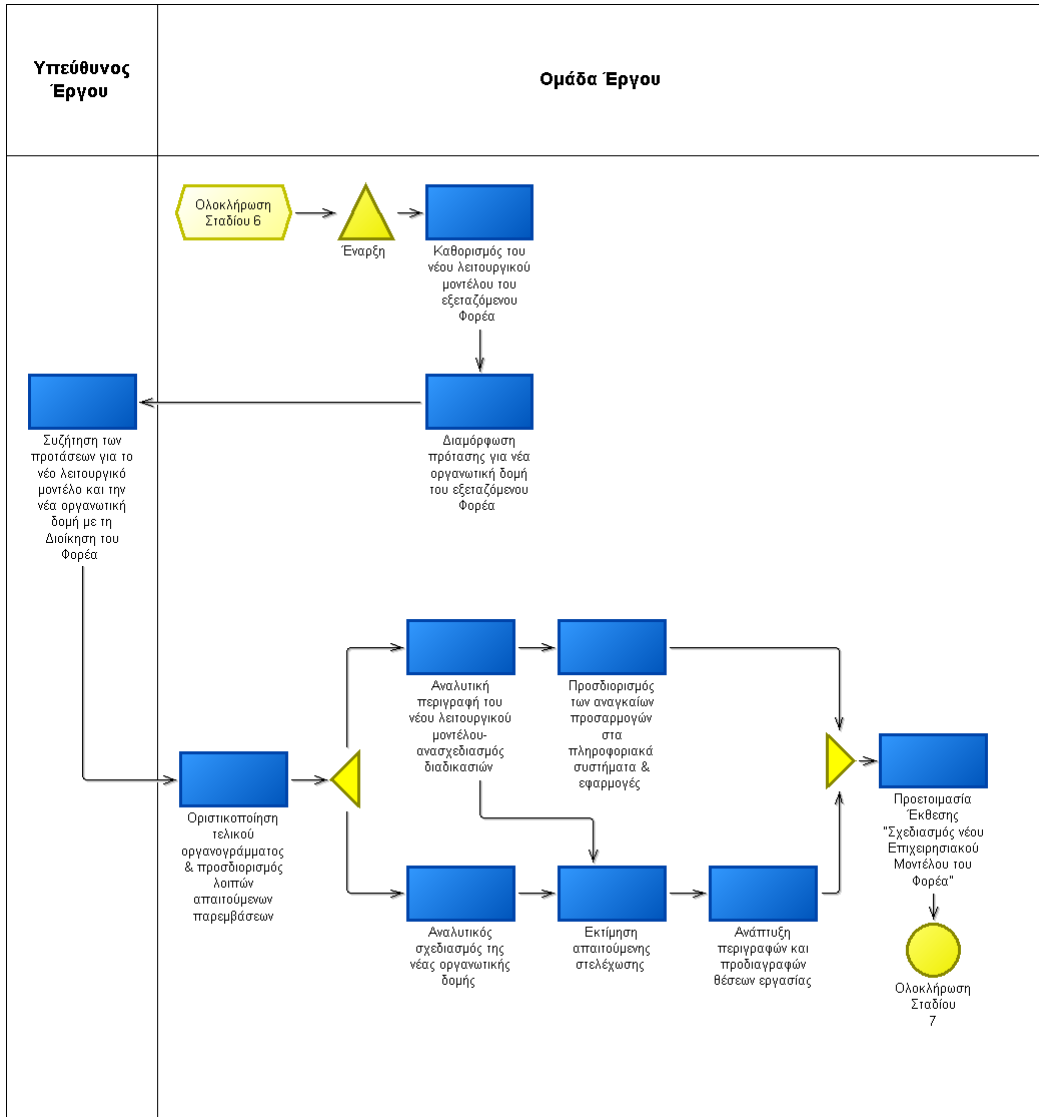 Υπεύθυνος
Έργου
Ομάδα Έργου
Ολοκλήρωση
Σταδίου 6
Έναρξη
Καθορισμός του
νέου λειτουργικού
μοντέλου του
εξεταζόμενου
Φορέα
Συζήτηση των
προτάσεων για το
νέο λειτουργικό
μοντέλο και την
νέα οργανωτική
δομή με τη
Διοίκηση του
Φορέα
Διαμόρφωση
πρότασης για νέα
οργανωτική δομή
του εξεταζόμενου
Φορέα
Οριστικοποίηση
τελικού
οργανογράμματος
& προσδιορισμός
λοιπών
απαιτούμενων
παρεμβάσεων
Αναλυτική
περιγραφή του
νέου λειτουργικού
μοντέλου-
ανασχεδιασμός
διαδικασιών
Προσδιορισμός
των αναγκαίων
προσαρμογών
στα
πληροφοριακά
συστήματα &
εφαρμογές
Αναλυτικός
σχεδιασμός της
νέας οργανωτικής
δομής
Εκτίμηση
απαιτούμενης
στελέχωσης
Ανάπτυξη
περιγραφών και
προδιαγραφών
θέσεων εργασίας
Προετοιμασία
Έκθεσης
"Σχεδιασμός νέου
Επιχειρησιακού
Μοντέλου του
Φορέα"
Ολοκλήρωση
Σταδίου
7